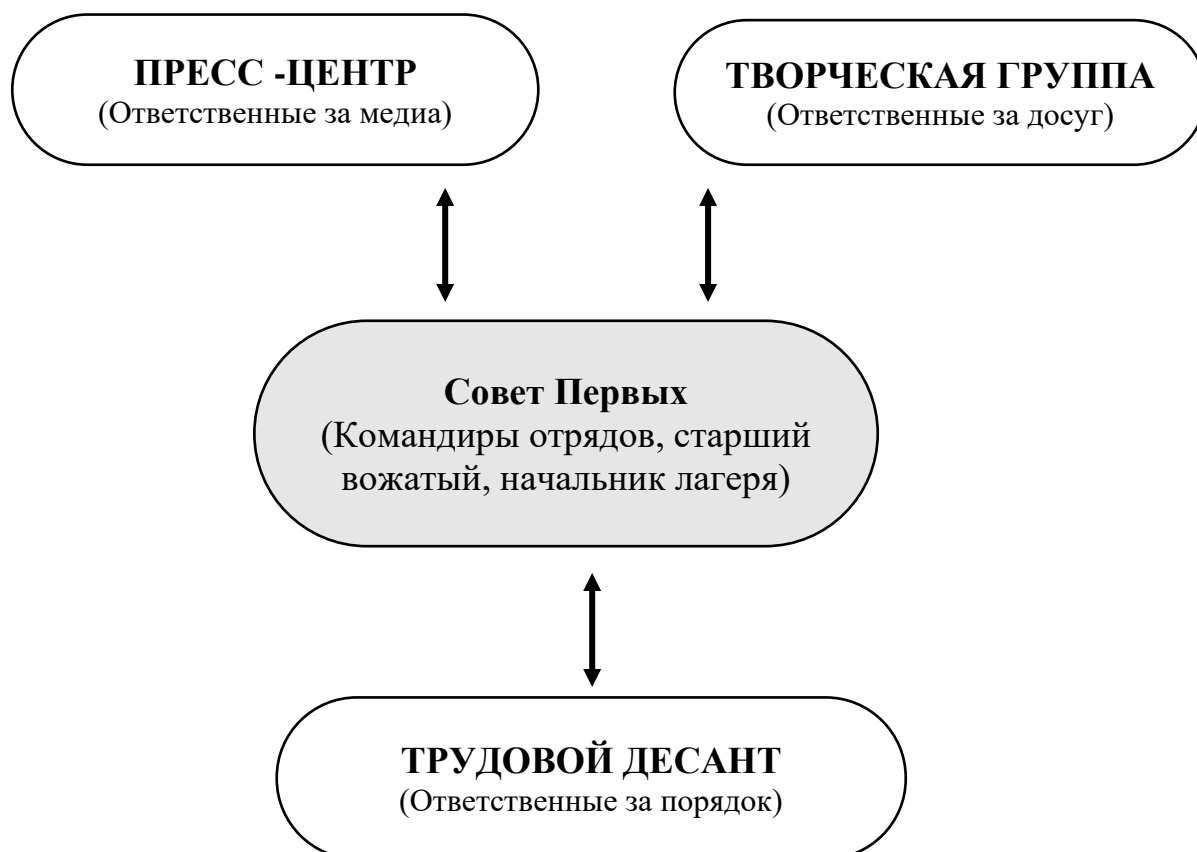 ПРЕСС -ЦЕНТР
(Ответственные за медиа)
ТВОРЧЕСКАЯ ГРУППА
(Ответственные за досуг)
Совет Первых
(Командиры отрядов, старший
вожатый, начальник лагеря)
ТРУДОВОЙ ДЕСАНТ
(Ответственные за порядок)